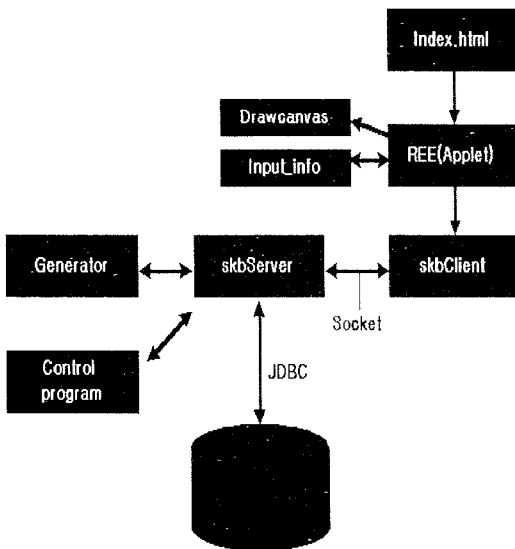 Index.html
Drawcanvas
REE(Applet)
Input_info
Generator
skbServer
skbClient
Socket
Control
program
JDBC